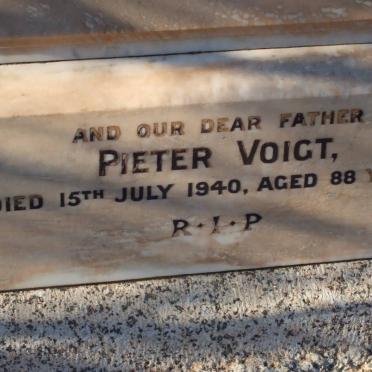 AND OUR DEAR FATHER
PIETER VOIGT,
DIED 15TH JULY 1940, AGED 88 Y
R·I·P